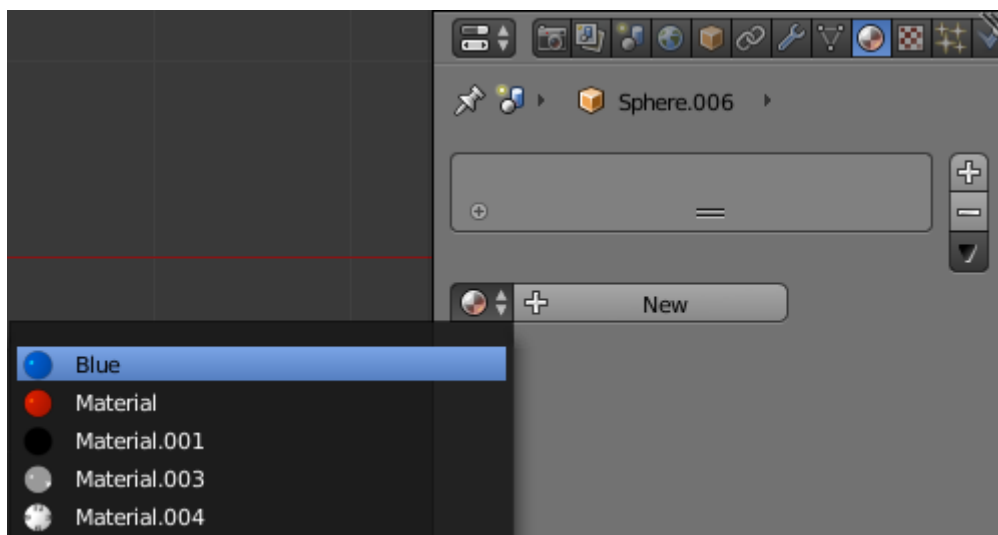 Sphere.006
New
Blue
Material
Material.001
Material.003
Material.004